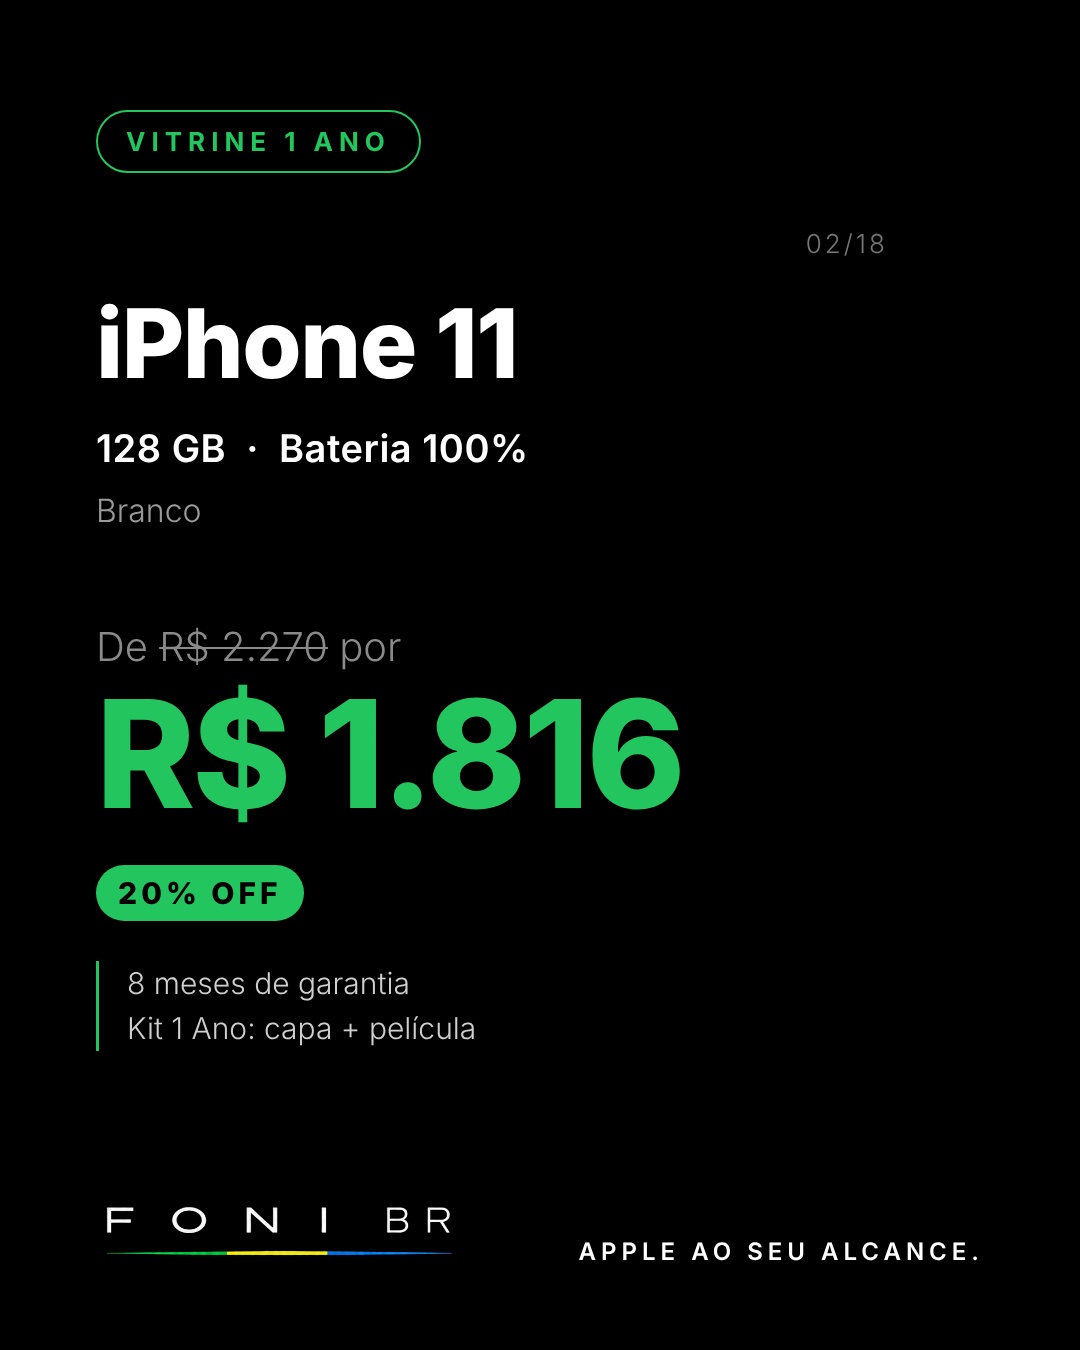 VITRINE 1 ANO
02/18
iPhone 11
128 GB · Bateria 100%
Branco
De R$ 2.270 por
R$ 1.816
20% OFF
8 meses de garantia
Kit 1 Ano: capa + película
FONI BR
APPLE AO SEU ALCANCE.